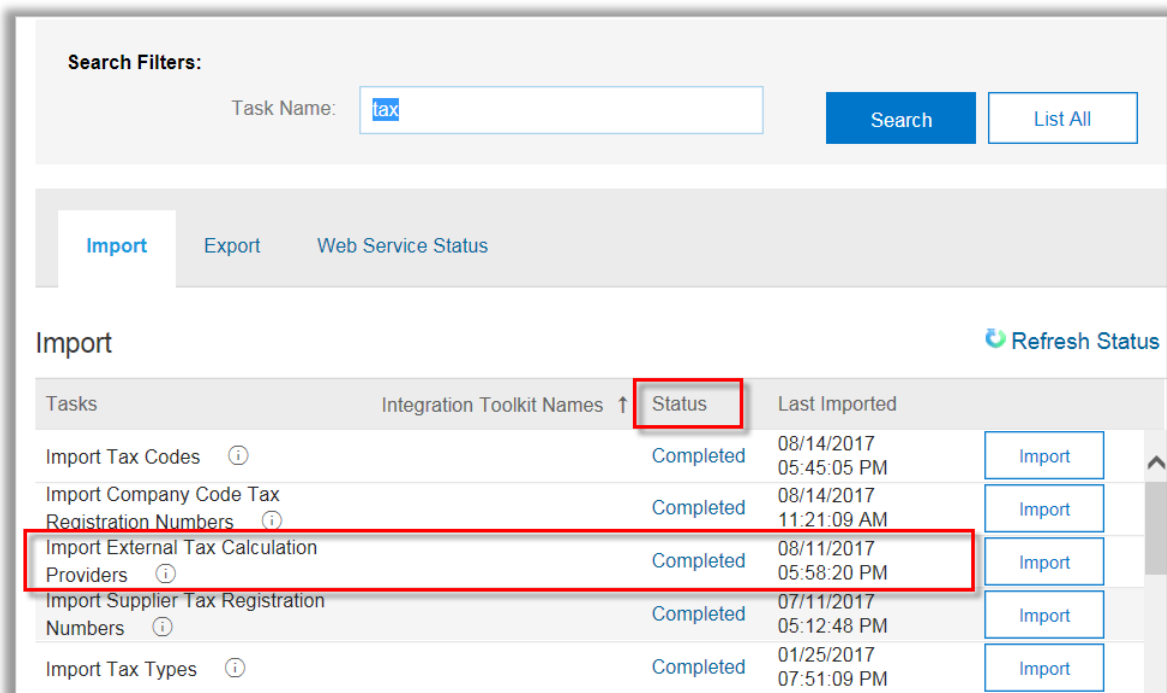 Search Filters:
Task Name: tax Search List All
Import Export Web Service Status
Import Refresh Status
Tasks Integration Toolkit Names ↑ Status Last Imported
Import Tax Codes Completed 08/14/2017 05:45:05 PM Import
Import Company Code Tax
Registration Numbers Completed 08/14/2017 11:21:09 AM Import
Import External Tax Calculation
Providers Completed 08/11/2017 05:58:20 PM Import
Import Supplier Tax Registration
Numbers Completed 07/11/2017 05:12:48 PM Import
Import Tax Types Completed 01/25/2017 07:51:09 PM Import